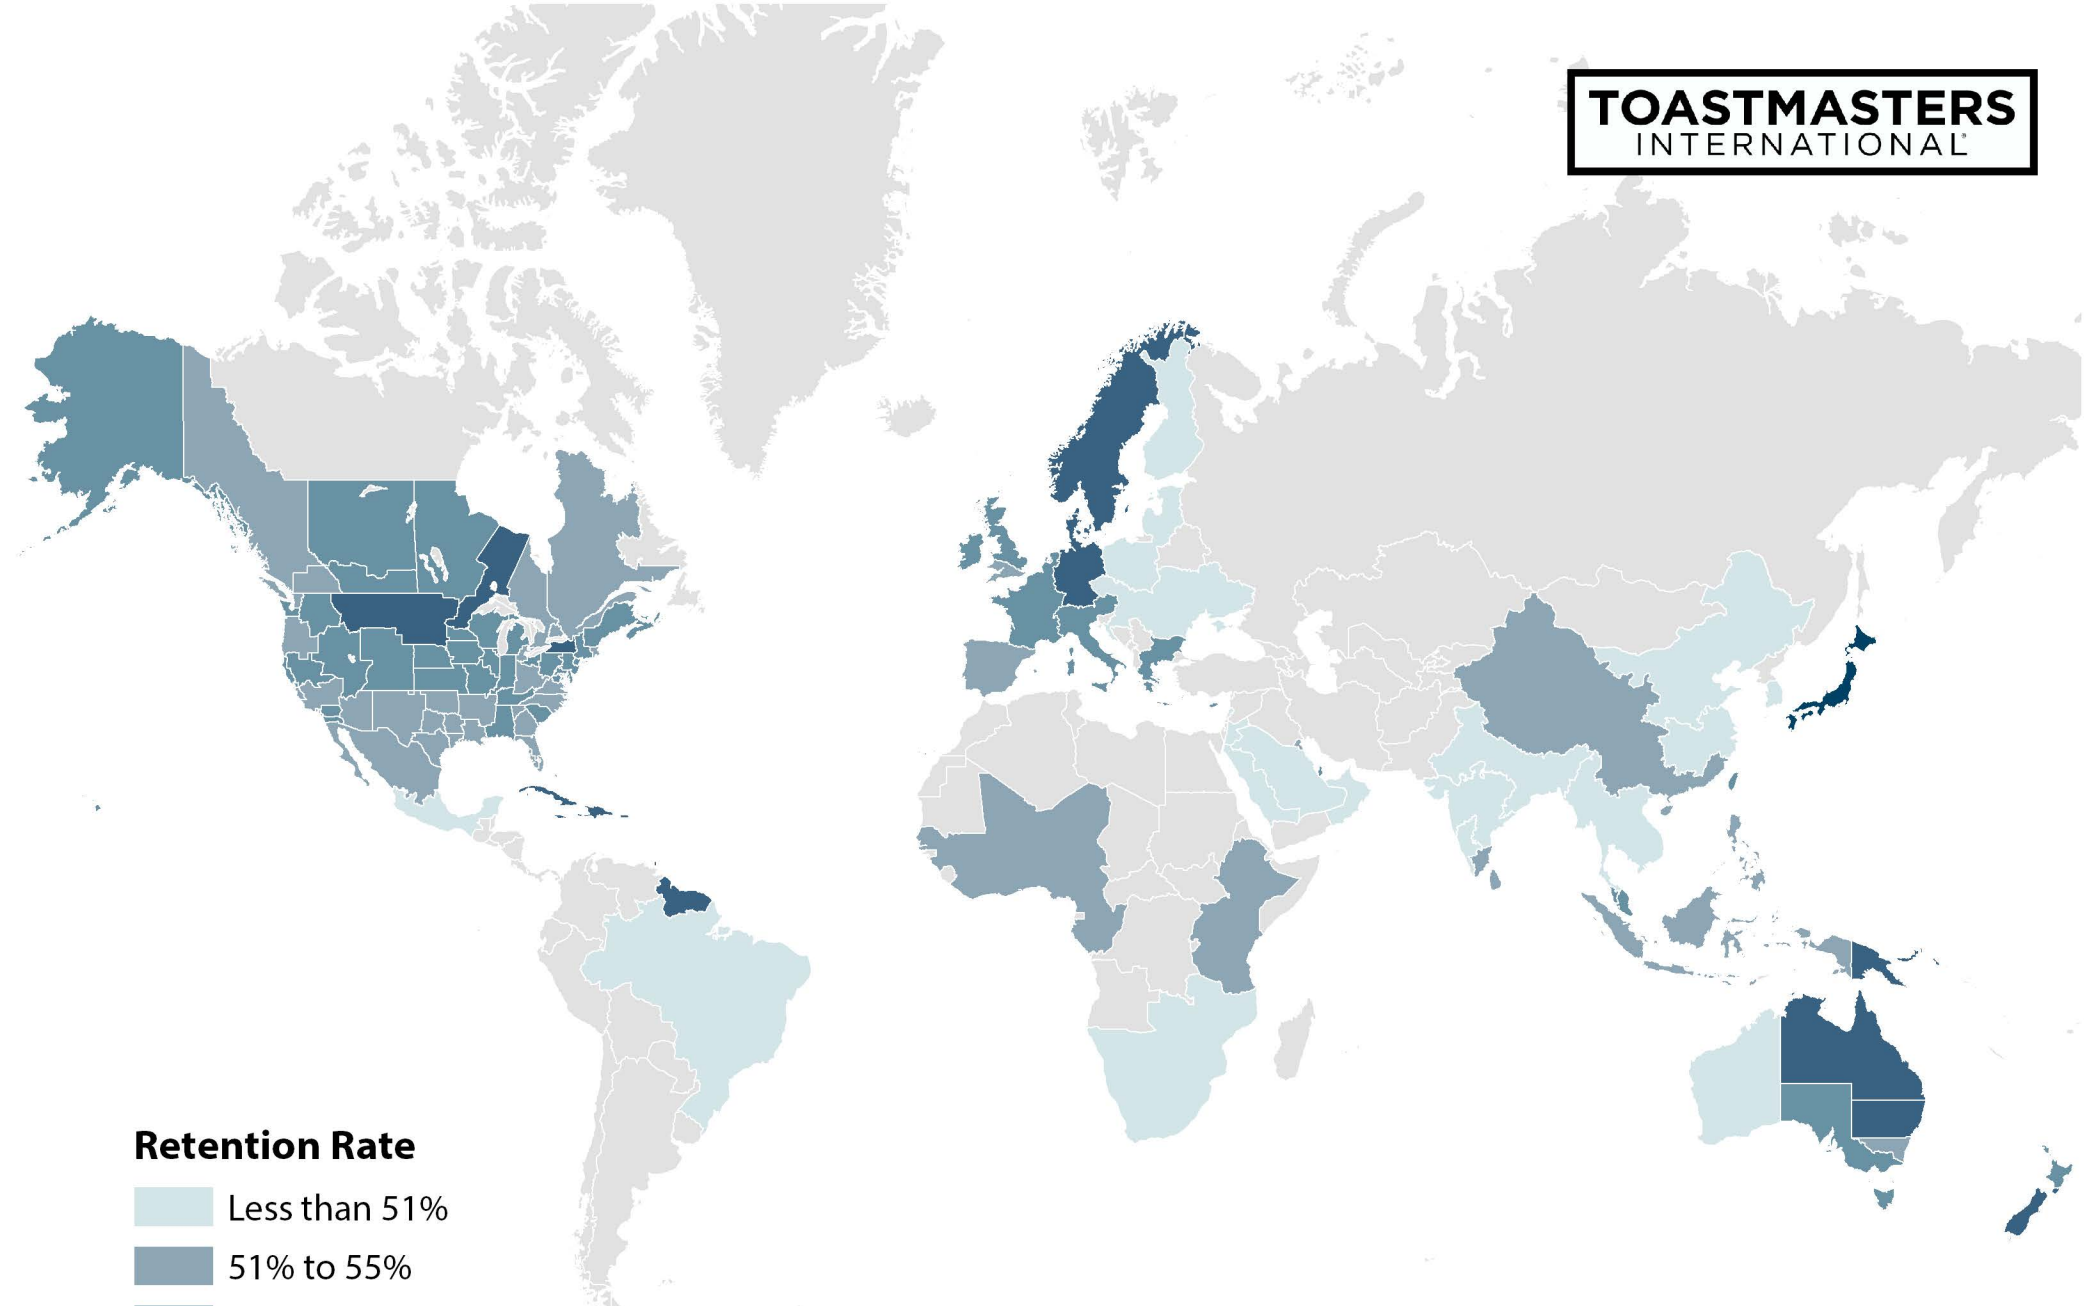 TOASTMASTERS
INTERNATIONAL®
Retention Rate
Less than 51%
51% to 55%